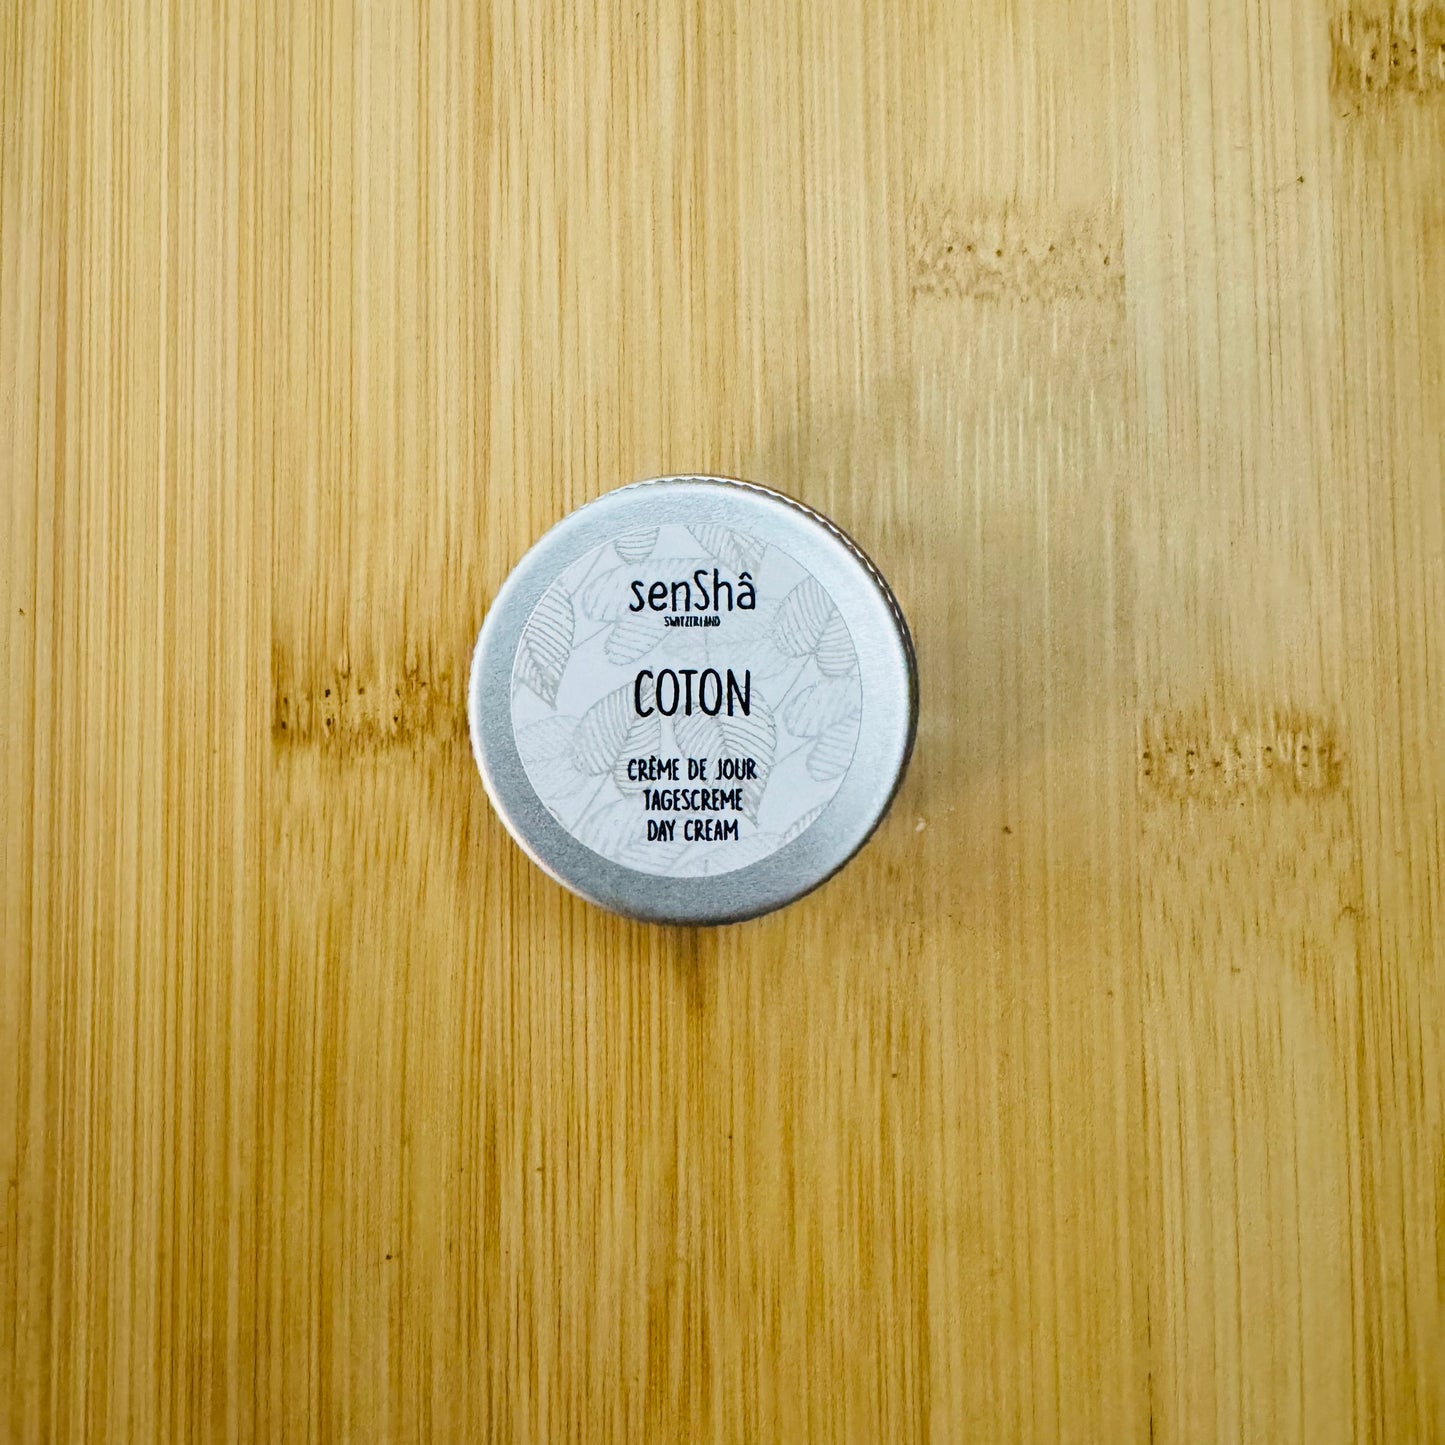 senShâ
SWITZERLAND
COTON
CRÈME DE JOUR
TAGESCREME
DAY CREAM